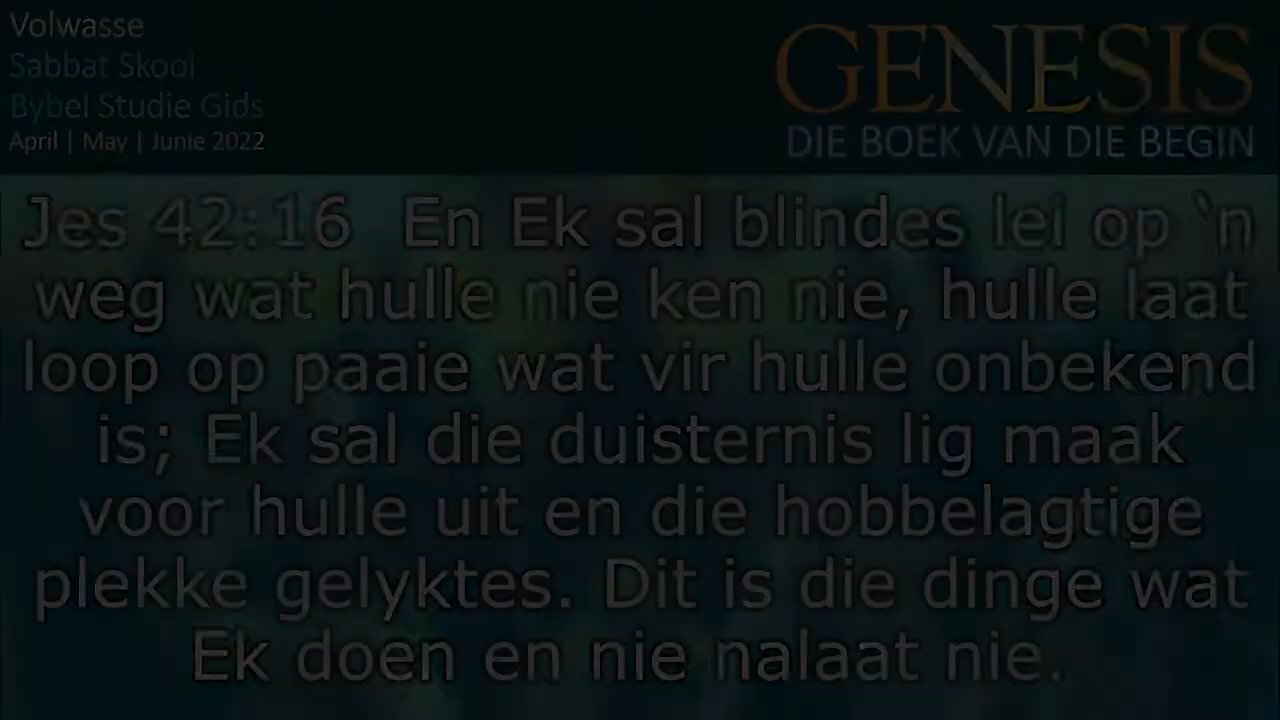 Volwasse
Sabbat Skool
Bybel Studie Gids
April | May | Junie 2022
GENESIS
DIE BOEK VAN DIE BEGIN
Jes 42:16 En Ek sal blindes lei op `n
weg wat hulle nie ken nie, hulle laat
loop op paaie wat vir hulle onbekend
is; Ek sal die duisternis lig maak
voor hulle uit en die hobbelagtige
plekke gelyktes. Dit is die dinge wat
Ek doen en nie nalaat nie.